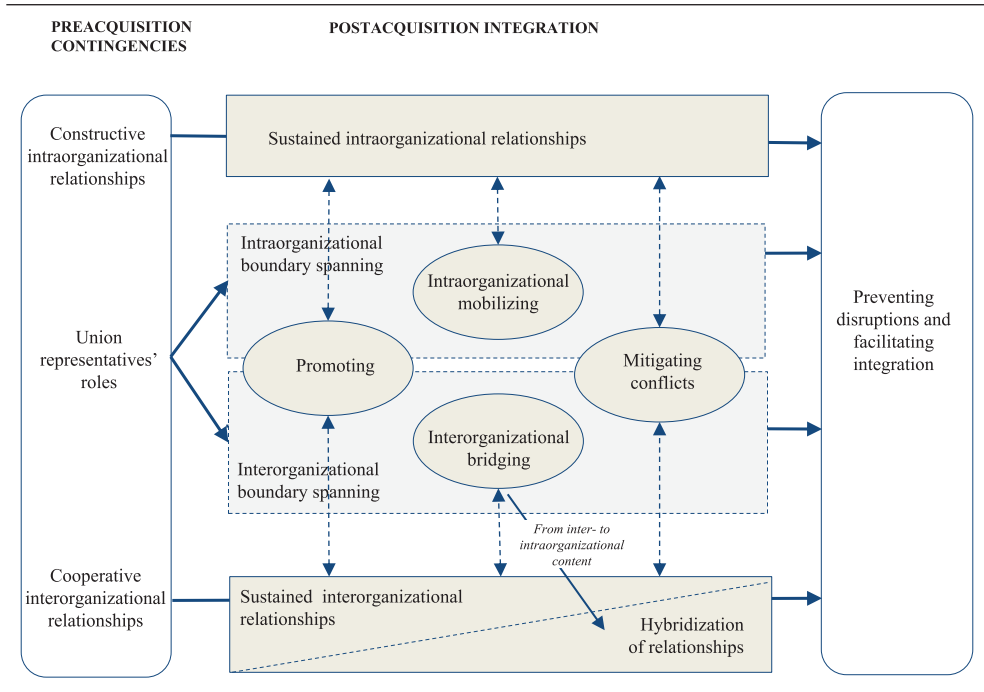 PREACQUISITION
CONTINGENCIES
POSTACQUISITION INTEGRATION
Constructive
intraorganizational
relationships
Union
representatives'
roles
Cooperative
interorganizational
relationships
Sustained intraorganizational relationships
Intraorganizational
boundary spanning
Intraorganizational
mobilizing
Promoting
Mitigating
conflicts
Interorganizational
bridging
Interorganizational
boundary spanning
From inter- to
intraorganizational
content
Sustained interorganizational
relationships
Hybridization
of relationships
Preventing
disruptions and
facilitating
integration